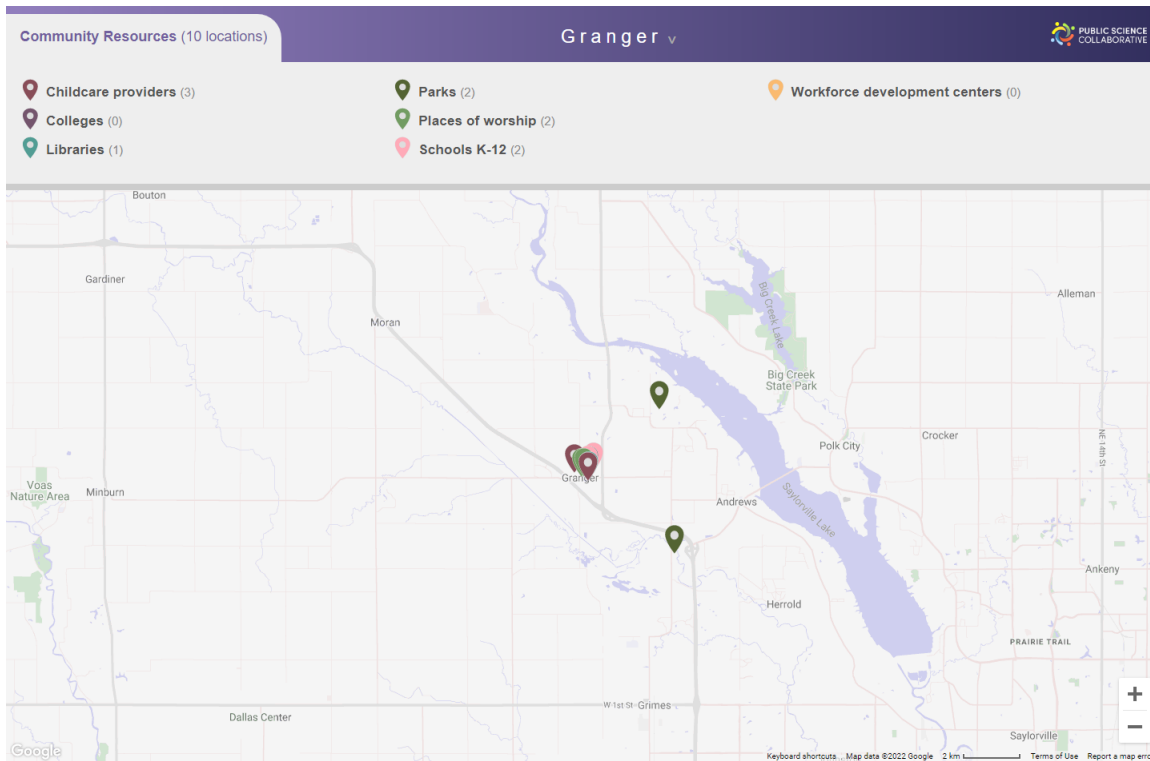 Community Resources (10 locations)
Granger v
PUBLIC SCIENCE
COLLABORATIVE
Childcare providers (3)
Colleges (0)
Libraries (1)
Parks (2)
Places of worship (2)
Schools K-12 (2)
Workforce development centers (0)
Bouton
Gardiner
Alleman
Big Creek Lake
Moran
Big Creek
State Park
Crocker
Polk City
NE 14th St
Granger
Voas
Nature Area
Minburn
Andrews
Saylorville Lake
Ankeny
Herrold
PRAIRIE TRAIL
W 1st St
Grimes
Dallas Center
Saylorville
+
−
Google
Keyboard shortcuts
Map data ©2022 Google
2 km
Terms of Use
Report a map erro